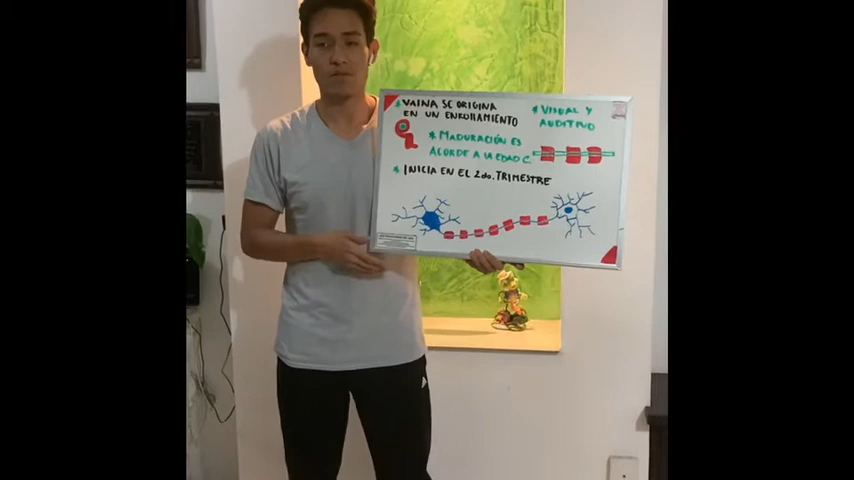 * VAINA SE ORIGINA
EN UN ENROLLAMIENTO
* MADURACIÓN ES
ACORDE A LA EDAD C.
* INICIA EN EL 2do. TRIMESTRE
* VISUAL Y
AUDITIVO